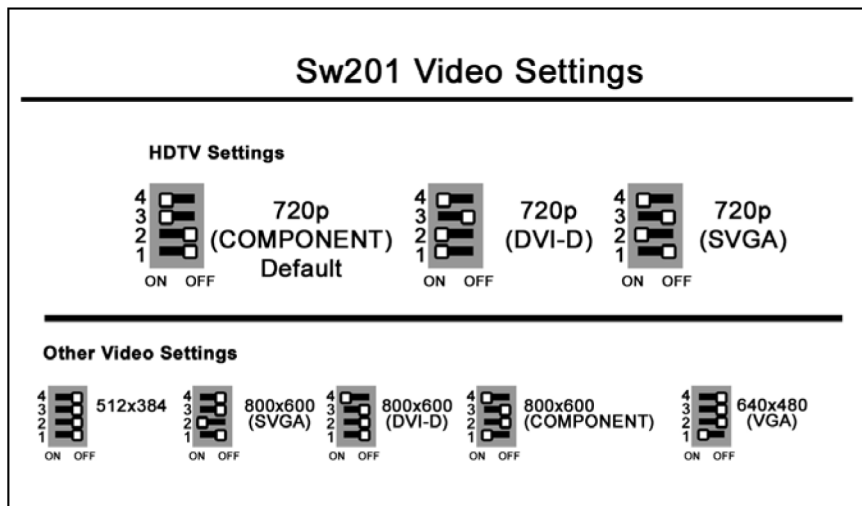 Sw201 Video Settings
HDTV Settings
4
3
2
1
ON OFF
720p
(COMPONENT)
Default
4
3
2
1
ON OFF
720p
(DVI-D)
4
3
2
1
ON OFF
720p
(SVGA)
Other Video Settings
4
3
2
1
ON OFF
512x384
4
3
2
1
ON OFF
800x600
(SVGA)
4
3
2
1
ON OFF
800x600
(DVI-D)
4
3
2
1
ON OFF
800x600
(COMPONENT)
4
3
2
1
ON OFF
640x480
(VGA)